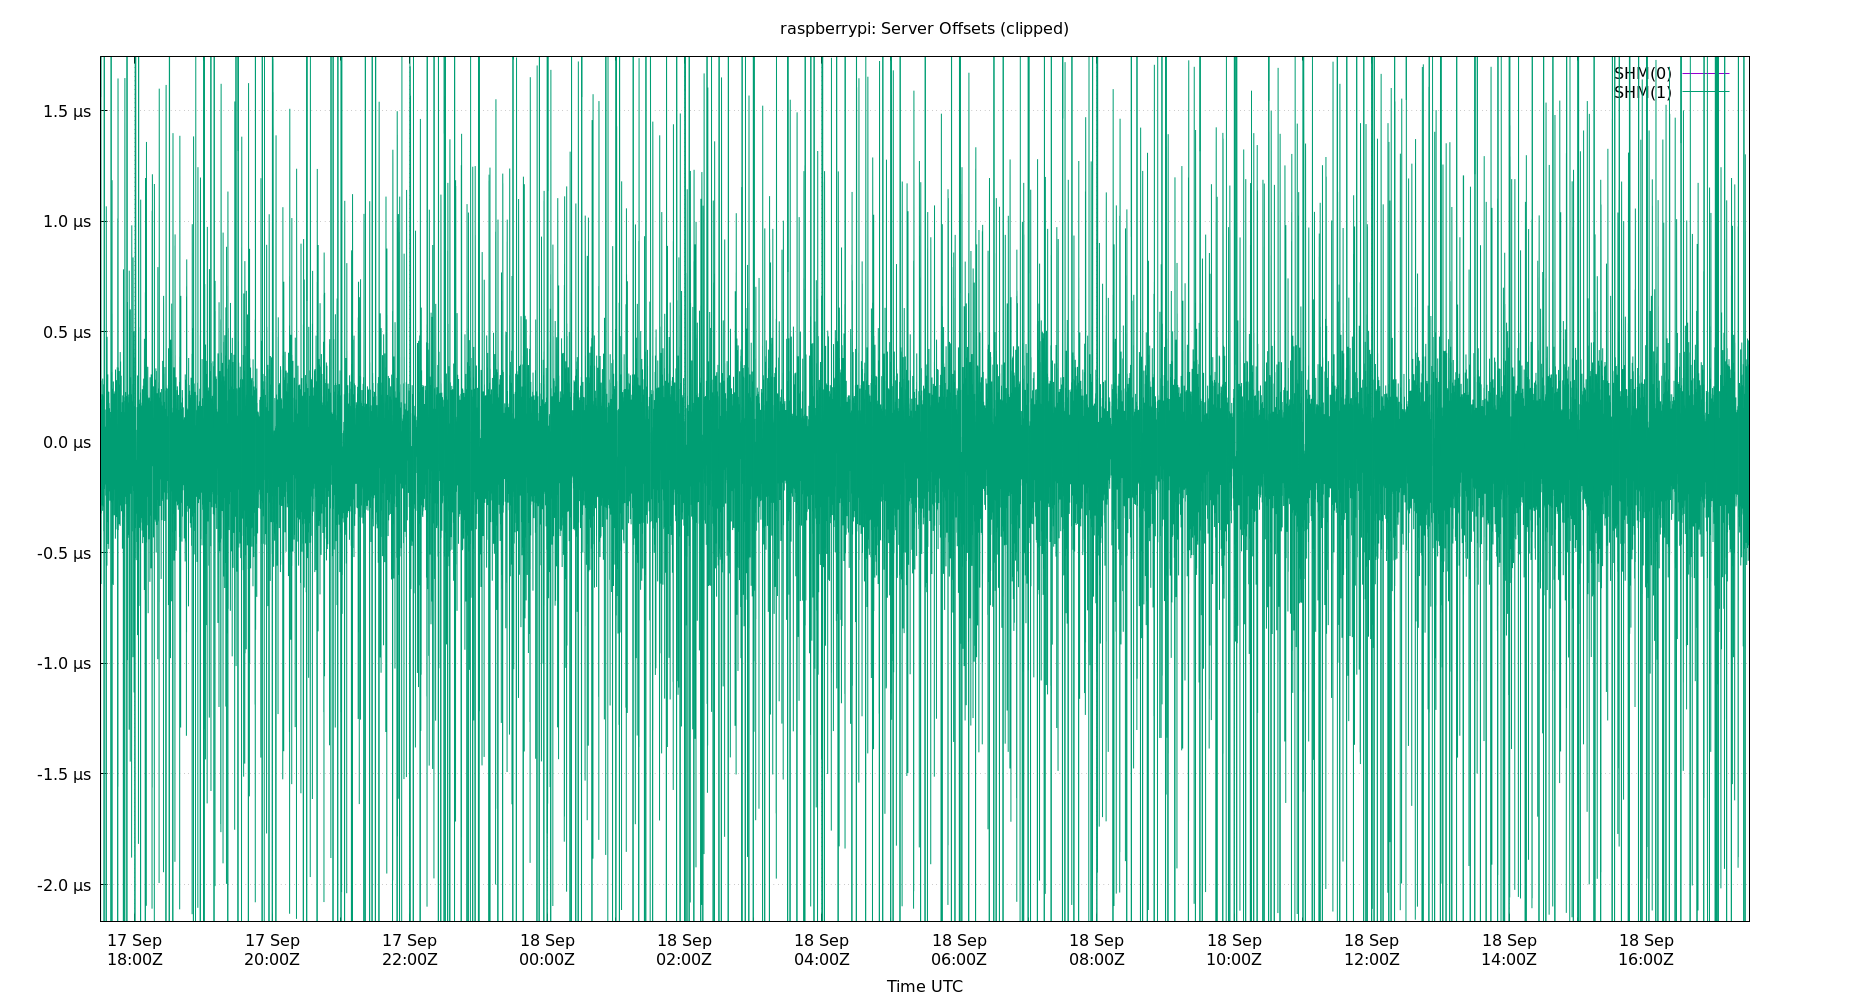 raspberrypi: Server Offsets (clipped)
SHM(0)
SHM(1)
1.5 µs
1.0 µs
0.5 µs
0.0 µs
-0.5 µs
-1.0 µs
-1.5 µs
-2.0 µs
17 Sep 17 Sep 17 Sep 18 Sep 18 Sep 18 Sep 18 Sep 18 Sep 18 Sep 18 Sep 18 Sep 18 Sep
18:00Z 20:00Z 22:00Z 00:00Z 02:00Z 04:00Z 06:00Z 08:00Z 10:00Z 12:00Z 14:00Z 16:00Z
Time UTC